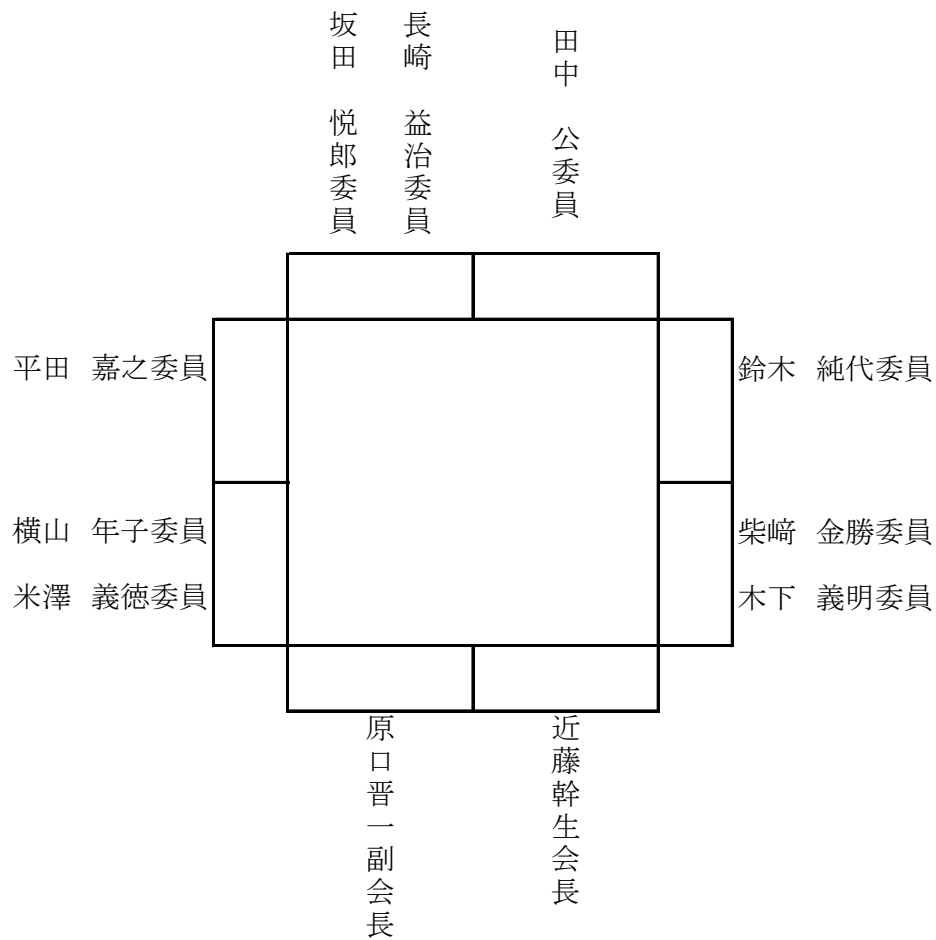 坂田　悦郎委員
長崎　益治委員
田中　公委員
平田　嘉之委員
鈴木　純代委員
横山　年子委員
柴﨑　金勝委員
米澤　義徳委員
木下　義明委員
原口晋一副会長
近藤幹生会長